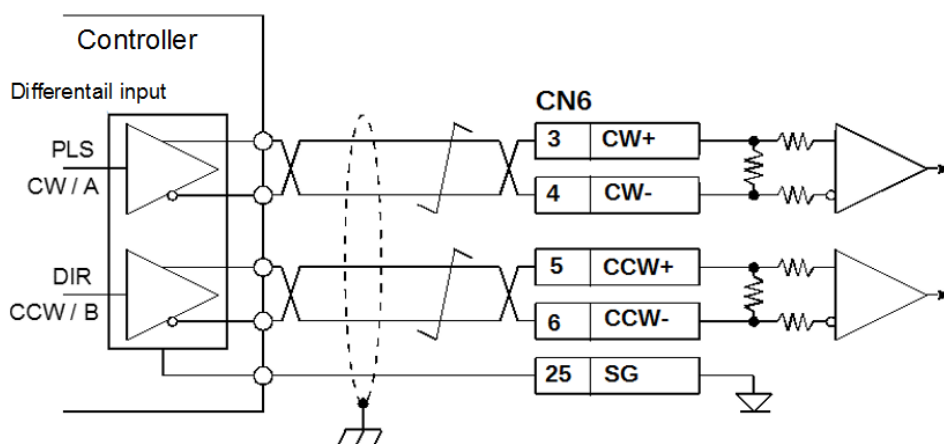 Controller
Differentail input
PLS
CW / A
DIR
CCW / B
CN6
3 CW+
4 CW-
5 CCW+
6 CCW-
25 SG